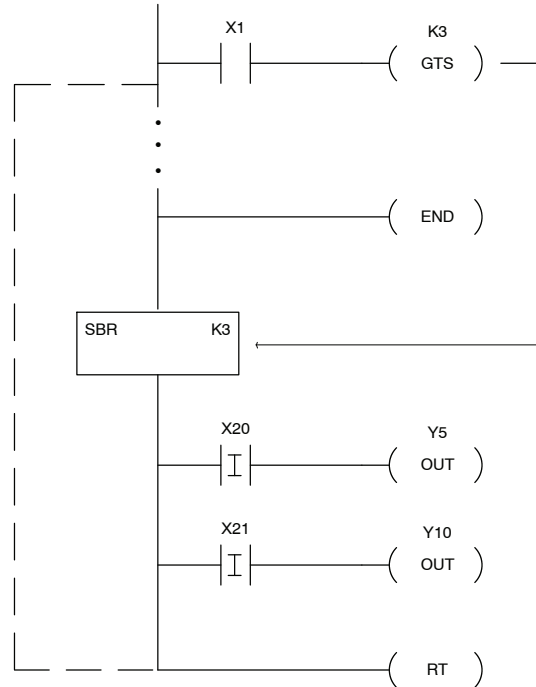 X1
K3
GTS
END
SBR K3
X20
Y5
OUT
X21
Y10
OUT
RT